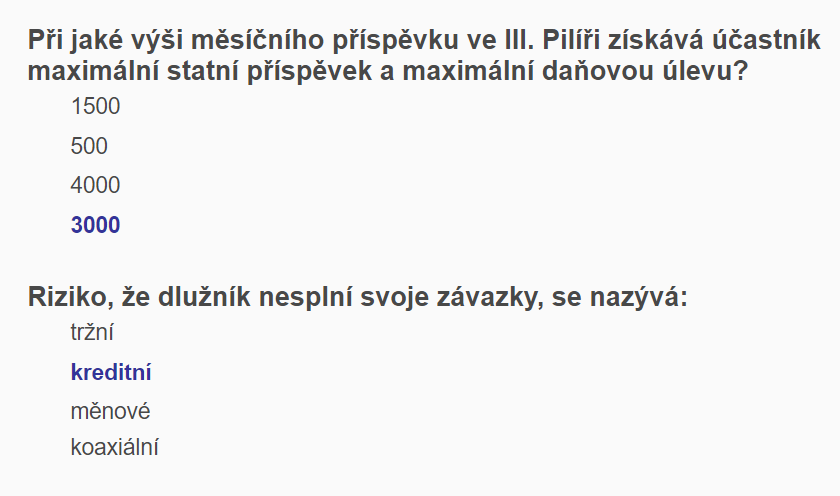 Při jaké výši měsíčního příspěvku ve III. Pilíři získává účastník
maximální statní příspěvek a maximální daňovou úlevu?
1500
500
4000
3000
Riziko, že dlužník nesplní svoje závazky, se nazývá:
tržní
kreditní
měnové
koaxiální